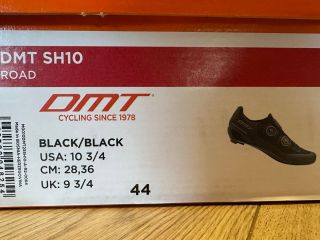 DMT SH10
ROAD
DMT
CYCLING SINCE 1978
BLACK/BLACK
USA: 10 3/4
CM: 28,36
UK: 9 3/4
44